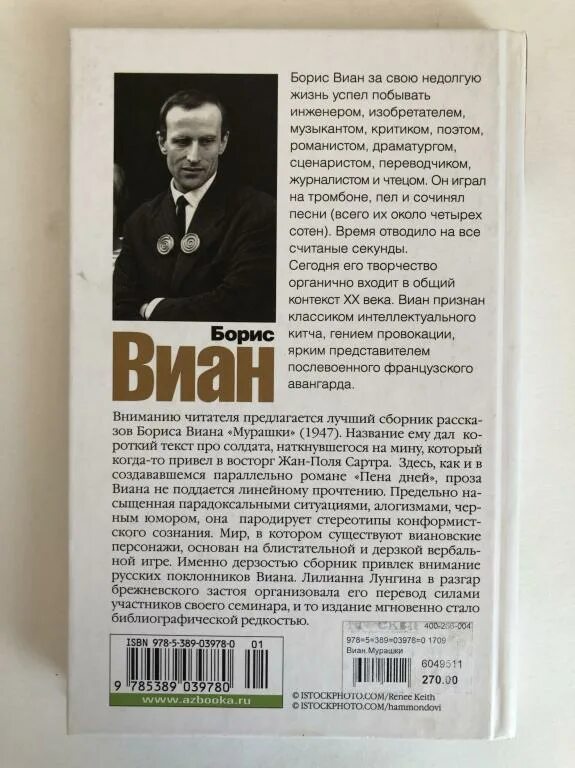 Борис Виан за свою недолгую
жизнь успел побывать
инженером, изобретателем,
музыкантом, критиком, поэтом,
романистом, драматургом,
сценаристом, переводчиком,
журналистом и чтецом. Он играл
на тромбоне, пел и сочинял
песни (всего их около четырех
сотен). Время отводило на все
считаные секунды.
Сегодня его творчество
органично входит в общий
контекст XX века. Виан признан
классиком интеллектуального
китча, гением провокации,
ярким представителем
послевоенного французского
авангарда.
Борис
Виан
Вниманию читателя предлагается лучший сборник расска-
зов Бориса Виана «Мурашки» (1947). Название ему дал ко-
роткий текст про солдата, наткнувшегося на мину, который
когда-то привел в восторг Жан-Поля Сартра. Здесь, как и в
создававшемся параллельно романе «Пена дней», проза
Виана не поддается линейному прочтению. Предельно на-
сыщенная парадоксальными ситуациями, алогизмами, чер-
ным юмором, она пародирует стереотипы конформист-
ского сознания. Мир, в котором существуют виановские
персонажи, основан на блистательной и дерзкой вербаль-
ной игре. Именно дерзостью сборник привлек внимание
русских поклонников Виана. Лилианна Лунгина в разгар
брежневского застоя организовала его перевод силами
участников своего семинара, и то издание мгновенно стало
библиографической редкостью.
ISBN 978-5-389-03978-0
01
9 785389 039780
www.azbooka.ru
978=5=389=03978=0 1709
Виан.Мурашки
6049511
270.00
© ISTOCKPHOTO.COM/Renee Keith
© ISTOCKPHOTO.COM/hammondovi